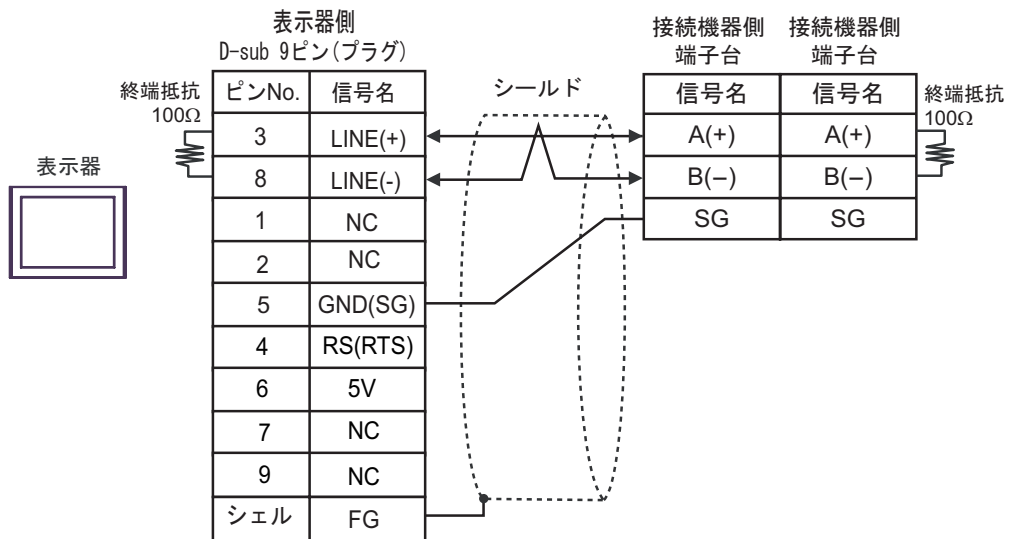 表示器側
D-sub 9ピン(プラグ)
接続機器側
端子台
接続機器側
端子台
終端抵抗
100Ω
ピンNo. 信号名
シールド
信号名 信号名
終端抵抗
100Ω
表示器
3 LINE(+)
A(+) A(+)
8 LINE(-)
B(–) B(–)
1 NC
SG SG
2 NC
5 GND(SG)
4 RS(RTS)
6 5V
7 NC
9 NC
シェル FG